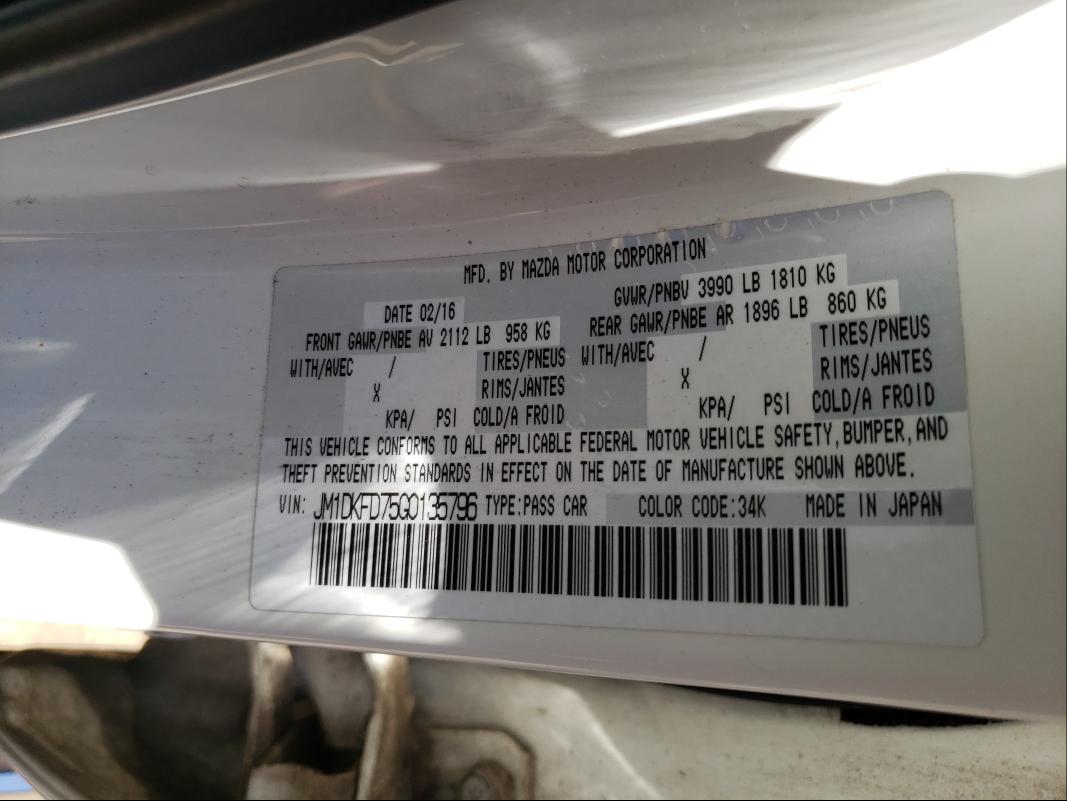 MFD. BY MAZDA MOTOR CORPORATION
DATE 02/16 GVWR/PNBV 3990 LB 1810 KG
FRONT GAWR/PNBE AV 2112 LB 958 KG REAR GAWR/PNBE AR 1896 LB 860 KG
WITH/AVEC / TIRES/PNEUS WITH/AVEC / TIRES/PNEUS
X RIMS/JANTES X RIMS/JANTES
KPA/ PSI COLD/A FROID KPA/ PSI COLD/A FROID
THIS VEHICLE CONFORMS TO ALL APPLICABLE FEDERAL MOTOR VEHICLE SAFETY, BUMPER, AND
THEFT PREVENTION STANDARDS IN EFFECT ON THE DATE OF MANUFACTURE SHOWN ABOVE.
VIN: JM1DKFD75G0135796 TYPE:PASS CAR COLOR CODE:34K MADE IN JAPAN